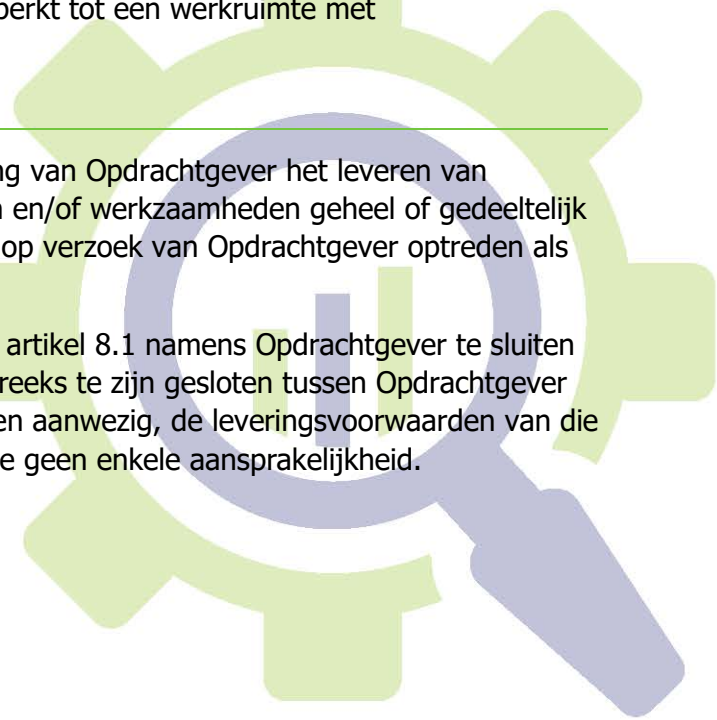 perkt tot een werkruimte met
ng van Opdrachtgever het leveren van
n en/of werkzaamheden geheel of gedeeltelijk
op verzoek van Opdrachtgever optreden als
artikel 8.1 namens Opdrachtgever te sluiten
reeks te zijn gesloten tussen Opdrachtgever
en aanwezig, de leveringsvoorwaarden van die
e geen enkele aansprakelijkheid.